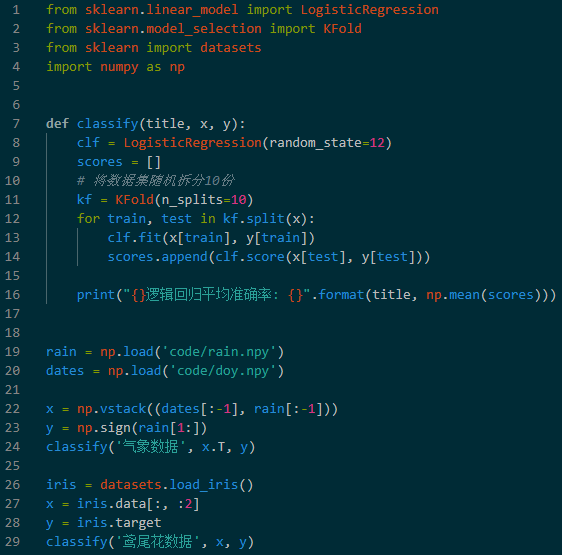 1 from sklearn.linear_model import LogisticRegression
2 from sklearn.model_selection import KFold
3 from sklearn import datasets
4 import numpy as np
5
6
7 def classify(title, x, y):
8     clf = LogisticRegression(random_state=12)
9     scores = []
10     # 将数据集随机拆分10份
11     kf = KFold(n_splits=10)
12     for train, test in kf.split(x):
13         clf.fit(x[train], y[train])
14         scores.append(clf.score(x[test], y[test]))
15
16     print("{}逻辑回归平均准确率: {}".format(title, np.mean(scores)))
17
18
19 rain = np.load('code/rain.npy')
20 dates = np.load('code/doy.npy')
21
22 x = np.vstack((dates[:-1], rain[:-1]))
23 y = np.sign(rain[1:])
24 classify('气象数据', x.T, y)
25
26 iris = datasets.load_iris()
27 x = iris.data[:, :2]
28 y = iris.target
29 classify('鸢尾花数据', x, y)